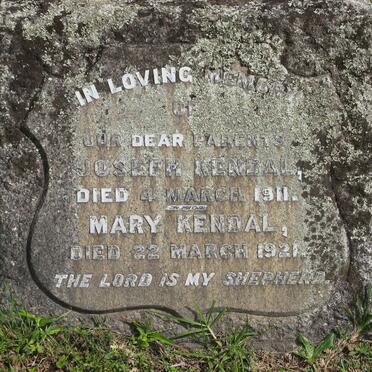 IN LOVING MEMORY
OF
OUR DEAR PARENTS
JOSEPH KENDAL,
DIED 4 MARCH 1911.
MARY KENDAL,
DIED 22 MARCH 1921.
THE LORD IS MY SHEPHERD.